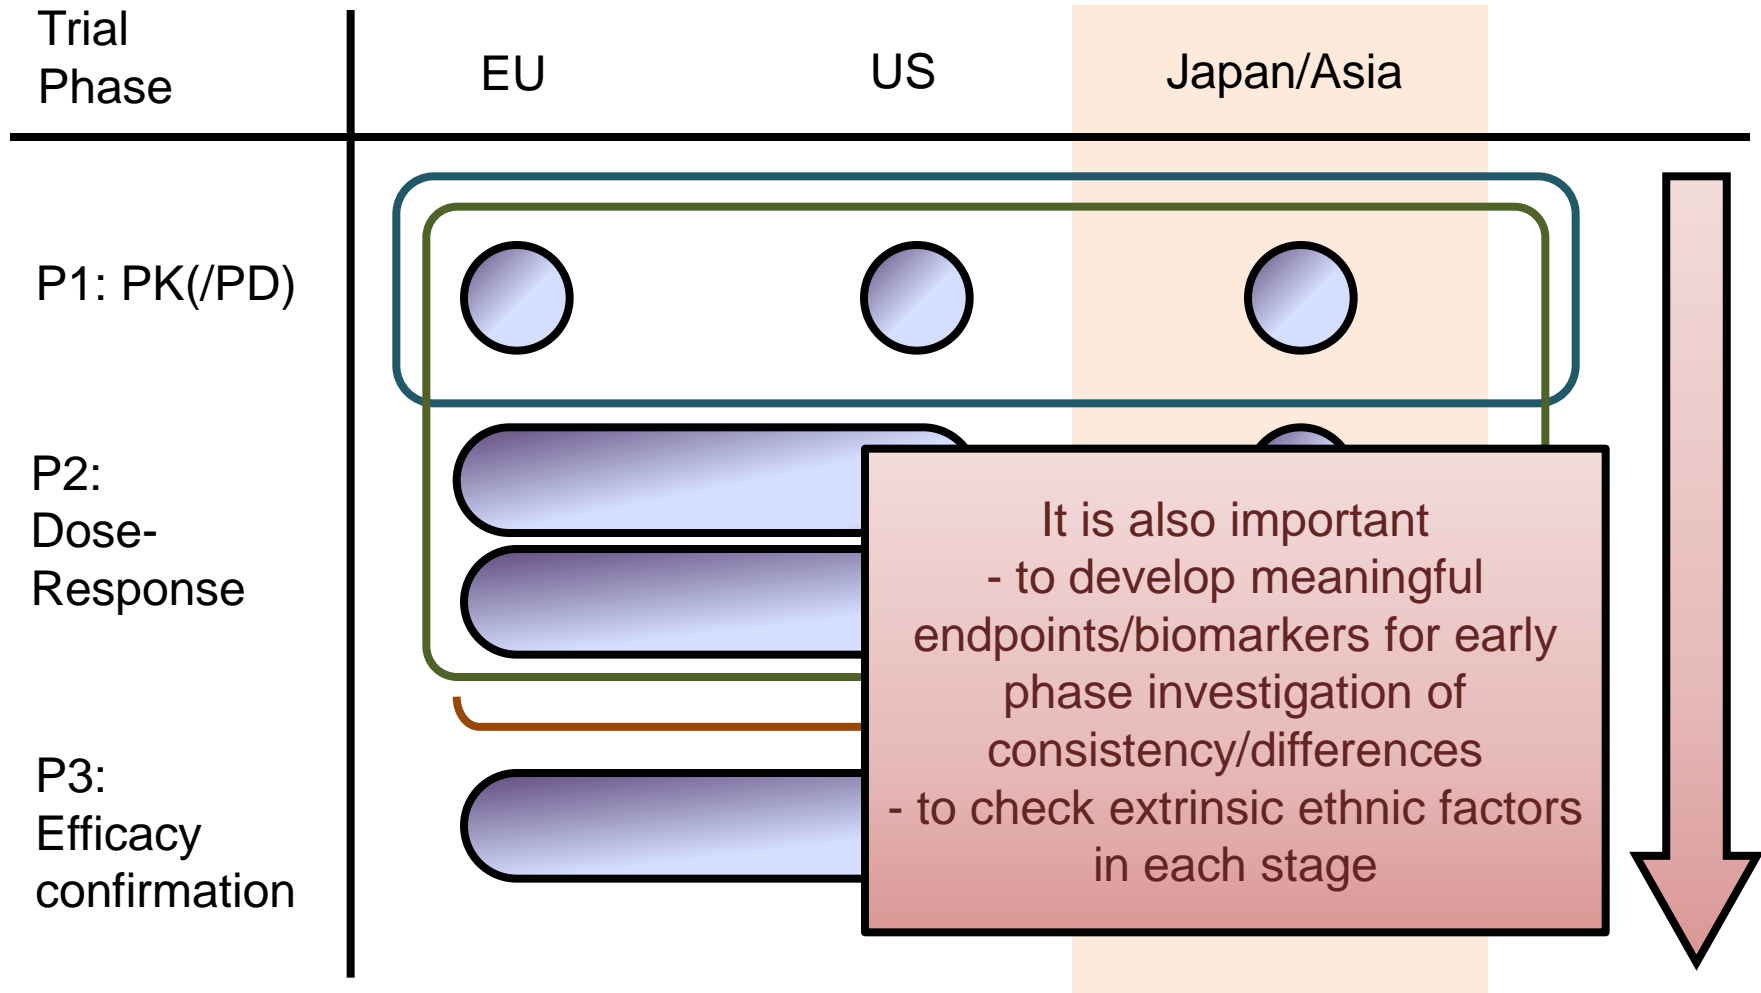 Trial
Phase
EU
US
Japan/Asia
P1: PK(/PD)
P2:
Dose-
Response
P3:
Efficacy
confirmation
It is also important
- to develop meaningful
endpoints/biomarkers for early
phase investigation of
consistency/differences
- to check extrinsic ethnic factors
in each stage